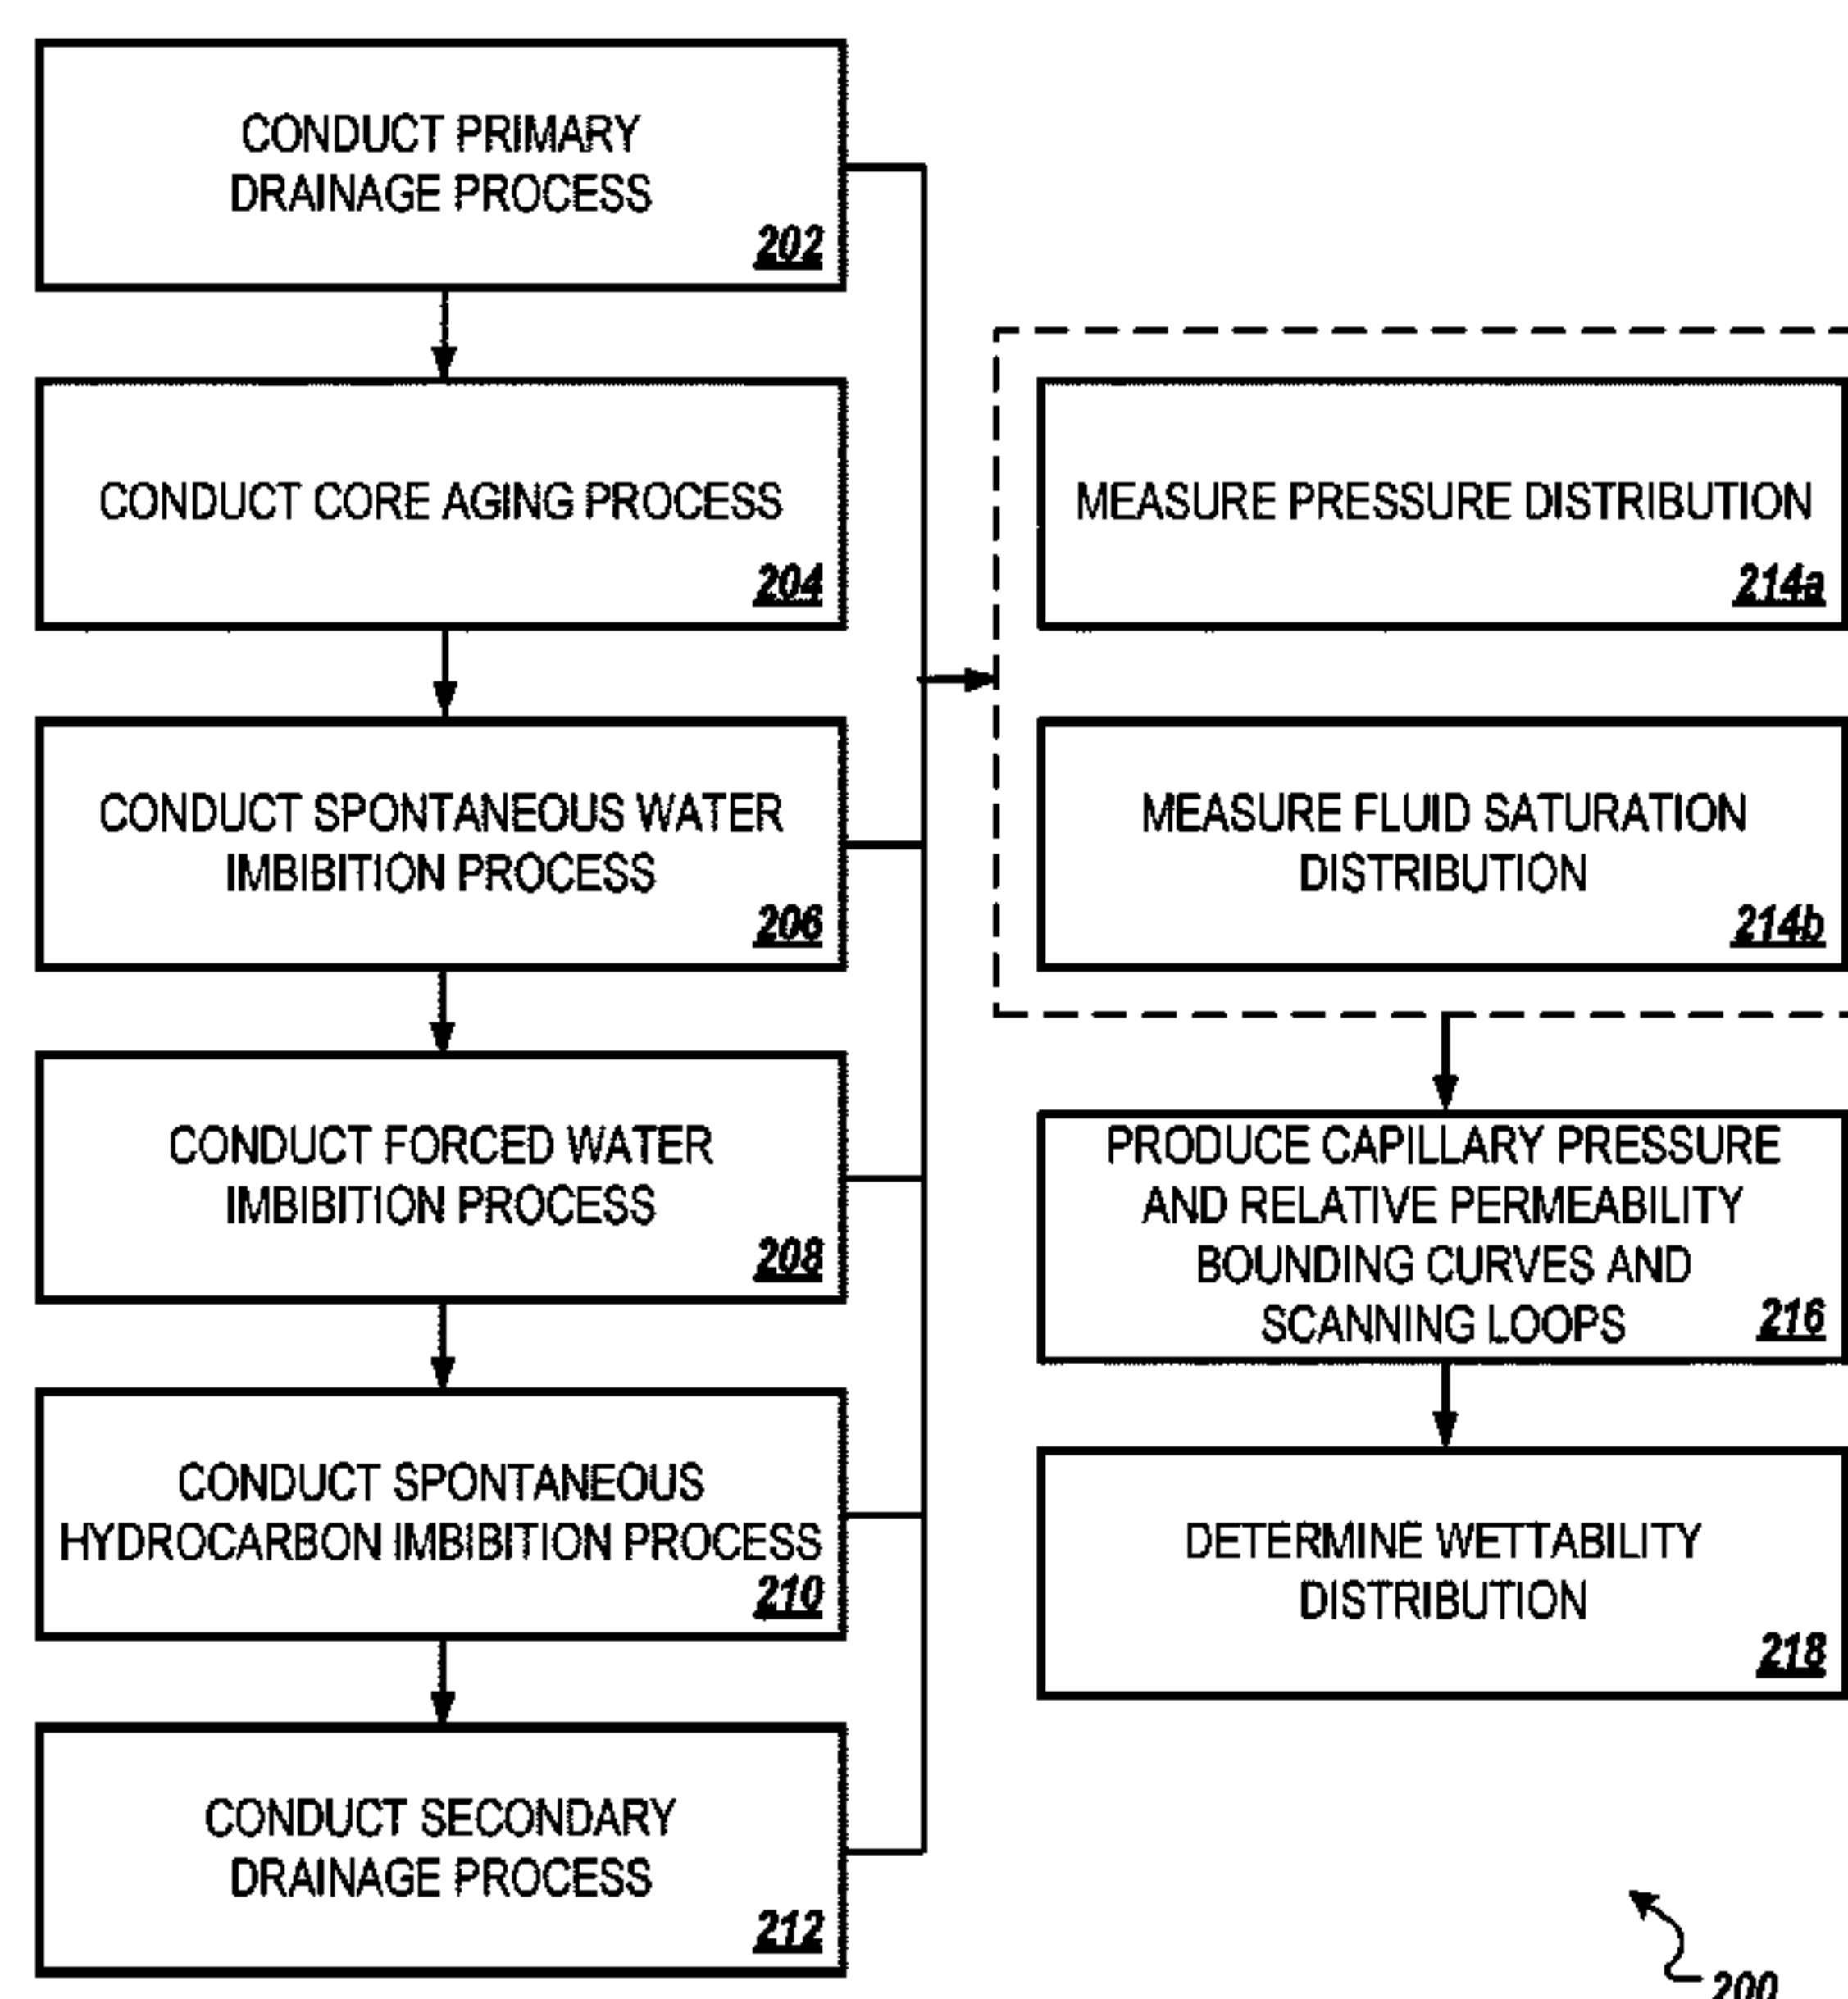 CONDUCT PRIMARY
DRAINAGE PROCESS
202
CONDUCT CORE AGING PROCESS
204
CONDUCT SPONTANEOUS WATER
IMBIBITION PROCESS
206
CONDUCT FORCED WATER
IMBIBITION PROCESS
208
CONDUCT SPONTANEOUS
HYDROCARBON IMBIBITION PROCESS
210
CONDUCT SECONDARY
DRAINAGE PROCESS
212
MEASURE PRESSURE DISTRIBUTION
214a
MEASURE FLUID SATURATION
DISTRIBUTION
214b
PRODUCE CAPILLARY PRESSURE
AND RELATIVE PERMEABILITY
BOUNDING CURVES AND
SCANNING LOOPS
216
DETERMINE WETTABILITY
DISTRIBUTION
218
200